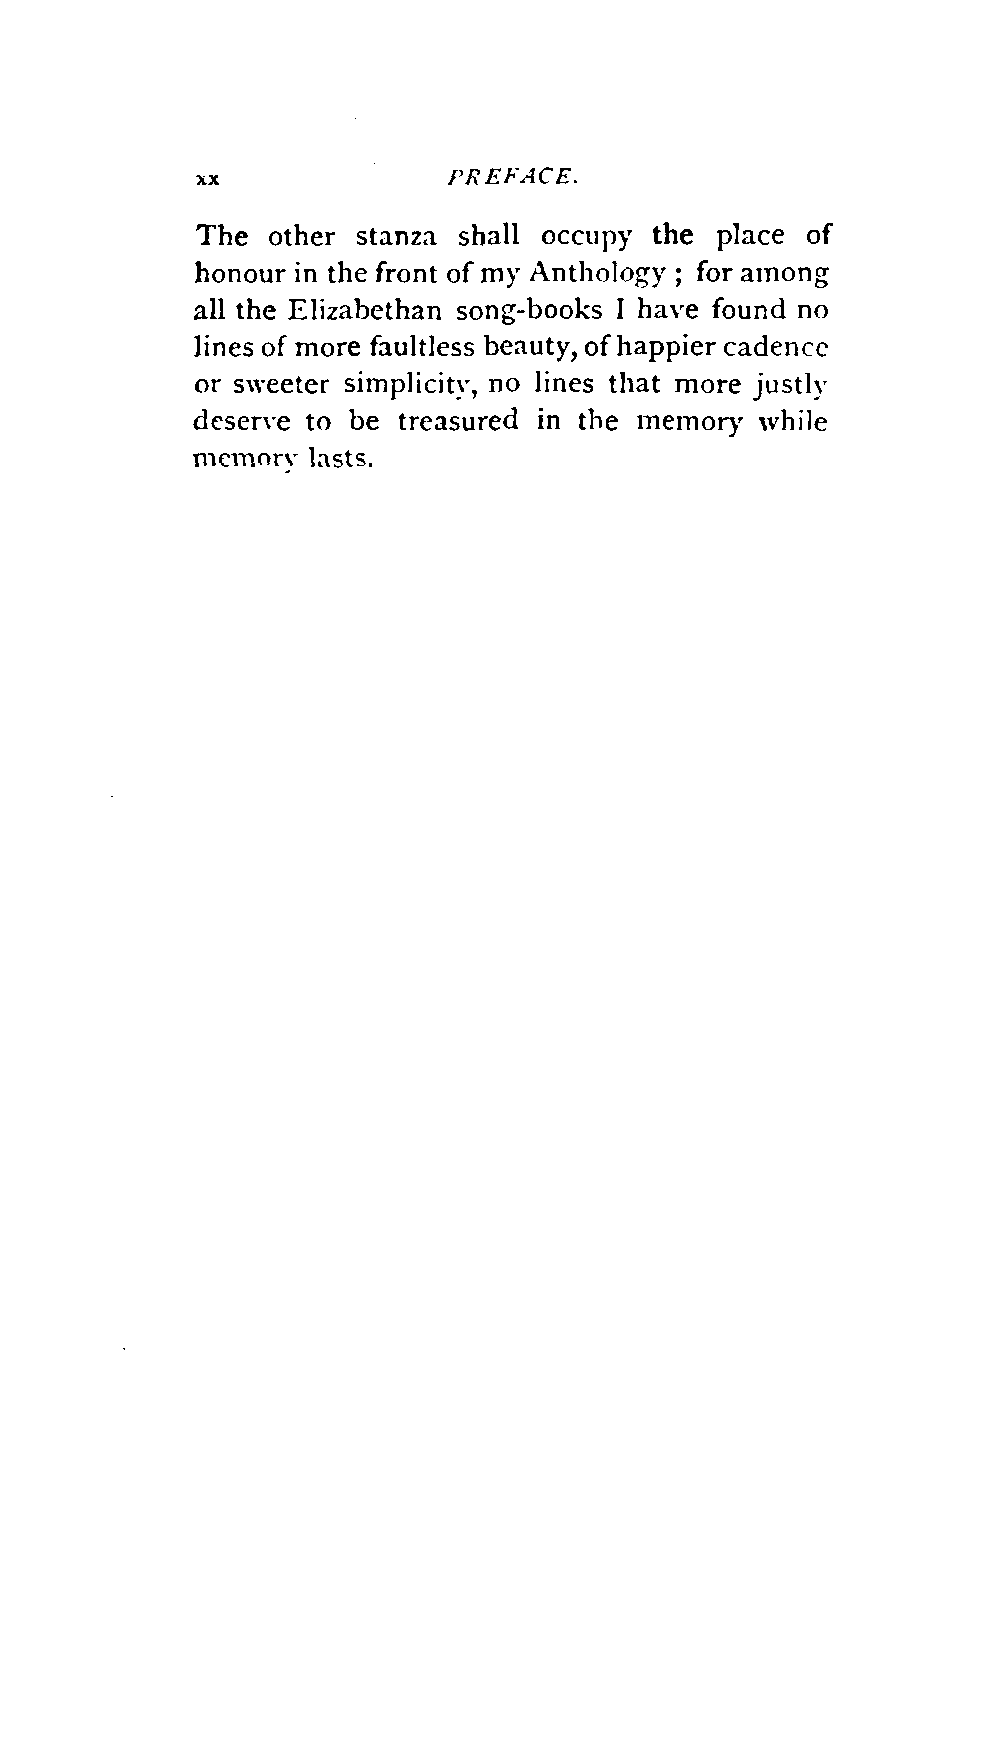 xx PREFACE.
The other stanza shall occupy the place of
honour in the front of my Anthology ; for among
all the Elizabethan song-books I have found no
lines of more faultless beauty, of happier cadence
or sweeter simplicity, no lines that more justly
deserve to be treasured in the memory while
memory lasts.